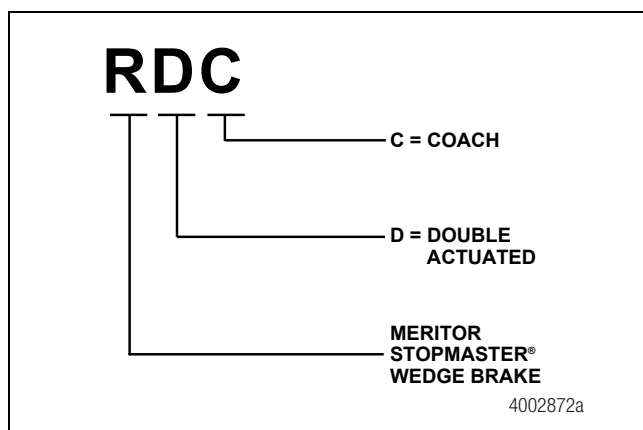 RDC
C = COACH
D = DOUBLE
ACTUATED
MERITOR
STOPMASTER®
WEDGE BRAKE
4002872a